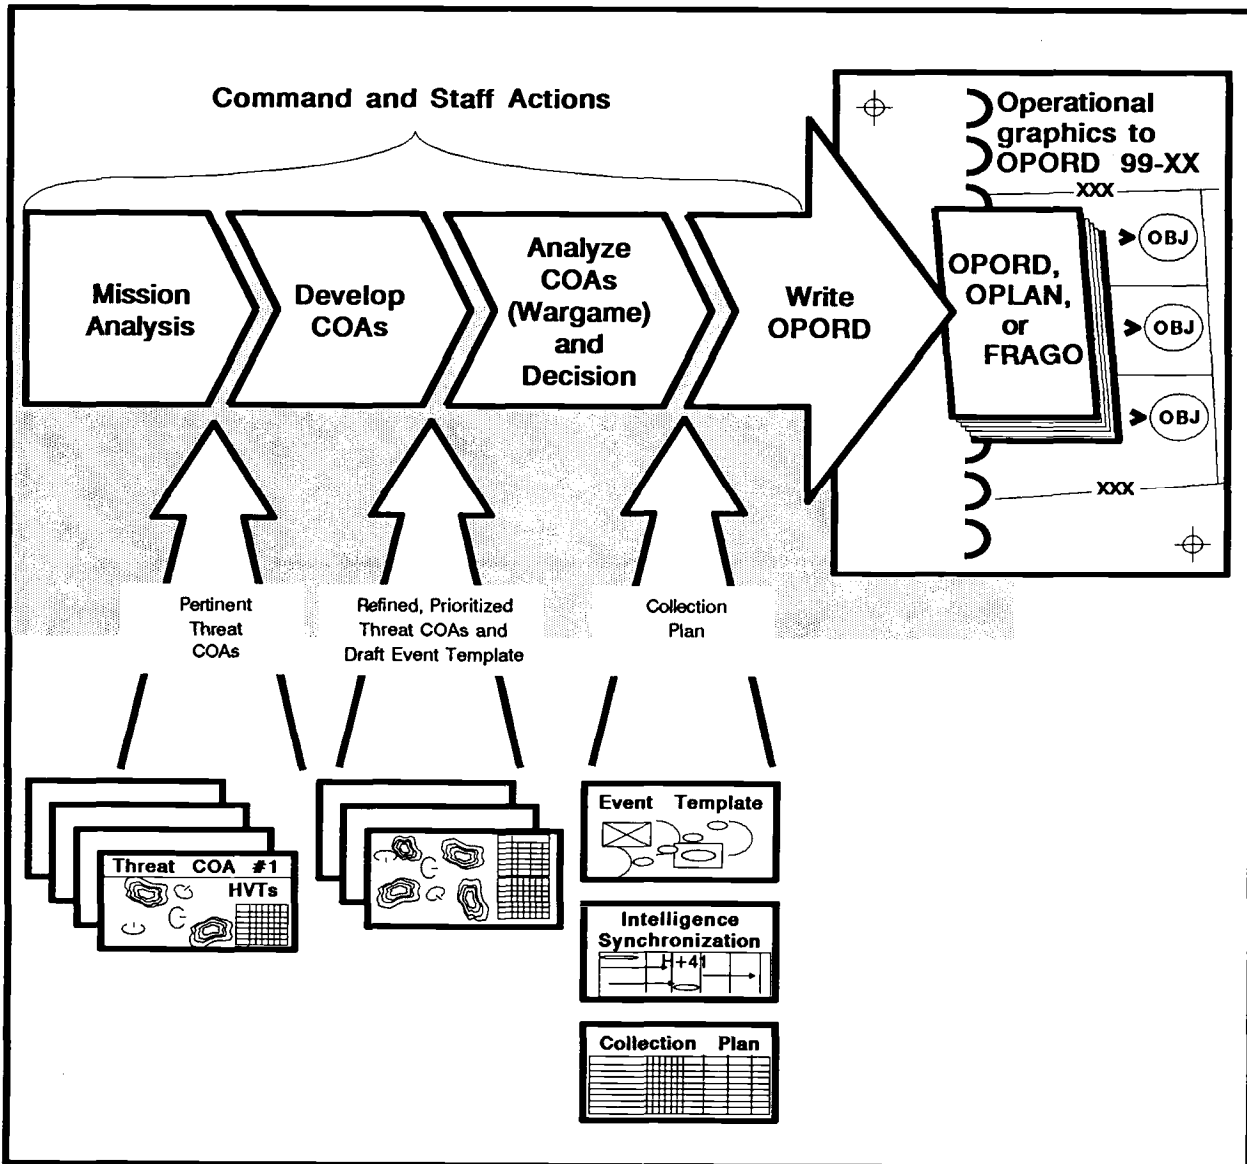 Command and Staff Actions
Operational
graphics to
OPORD 99-XX
XXX
Mission
Analysis
Develop
COAs
Analyze
COAs
(Wargame)
and
Decision
Write
OPORD
OPORD,
OPLAN,
or
FRAGO
OBJ
OBJ
OBJ
XXX
Pertinent
Threat
COAs
Refined, Prioritized
Threat COAs and
Draft Event Template
Collection
Plan
Threat COA #1
HVTs
Event Template
Intelligence
Synchronization
H+41
Collection Plan